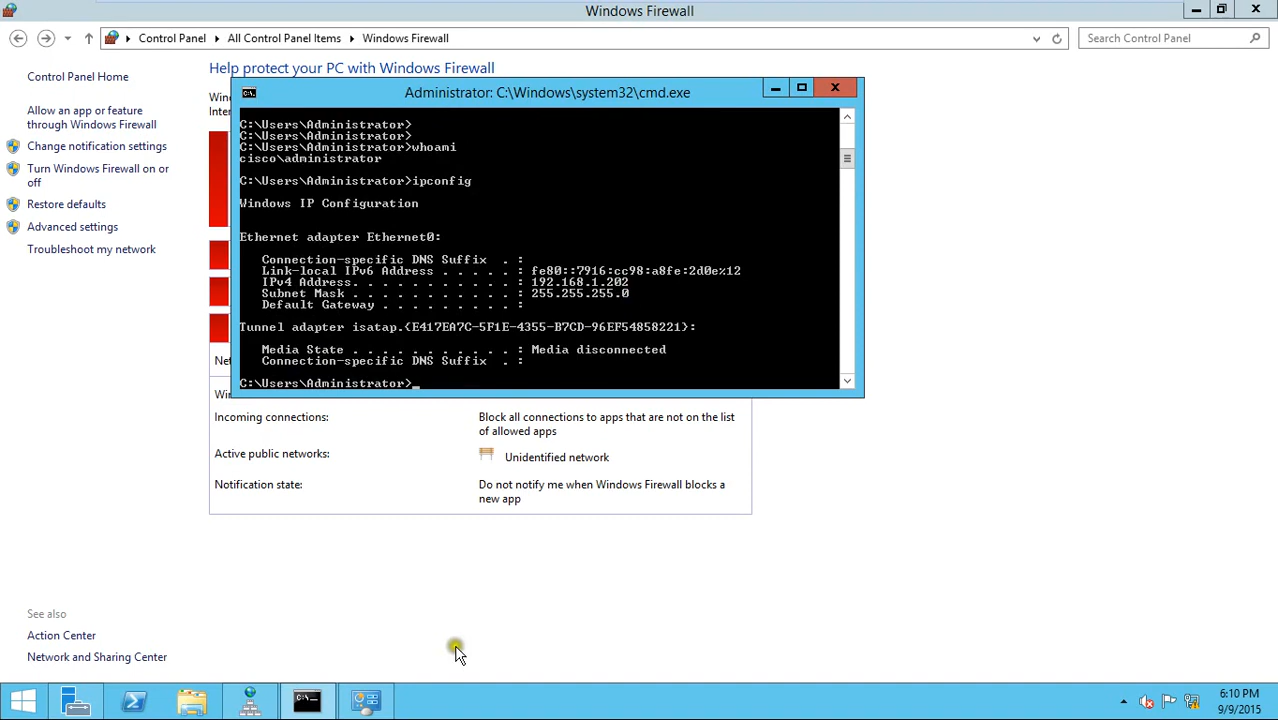 Windows Firewall
Control Panel
All Control Panel Items
Windows Firewall
Search Control Panel
Control Panel Home
Allow an app or feature
through Windows Firewall
Change notification settings
Turn Windows Firewall on or
off
Restore defaults
Advanced settings
Troubleshoot my network
Help protect your PC with Windows Firewall
Administrator: C:\Windows\system32\cmd.exe
C:\Users\Administrator>
C:\Users\Administrator>
C:\Users\Administrator>whoami
cisco\administrator
C:\Users\Administrator>ipconfig
Windows IP Configuration
Ethernet adapter Ethernet0:
Connection-specific DNS Suffix . :
Link-local IPv6 Address . . . . . : fe80::7916:cc98:a8fe:2d0e%12
IPv4 Address. . . . . . . . . . . : 192.168.1.202
Subnet Mask . . . . . . . . . . . : 255.255.255.0
Default Gateway . . . . . . . . . :
Tunnel adapter isatap.{E417EA7C-5F1E-4355-B7CD-96EF54858221}:
Media State . . . . . . . . . . . : Media disconnected
Connection-specific DNS Suffix . :
C:\Users\Administrator>_
Incoming connections:
Block all connections to apps that are not on the list
of allowed apps
Active public networks:
Unidentified network
Notification state:
Do not notify me when Windows Firewall blocks a
new app
See also
Action Center
Network and Sharing Center
6:10 PM
9/9/2015